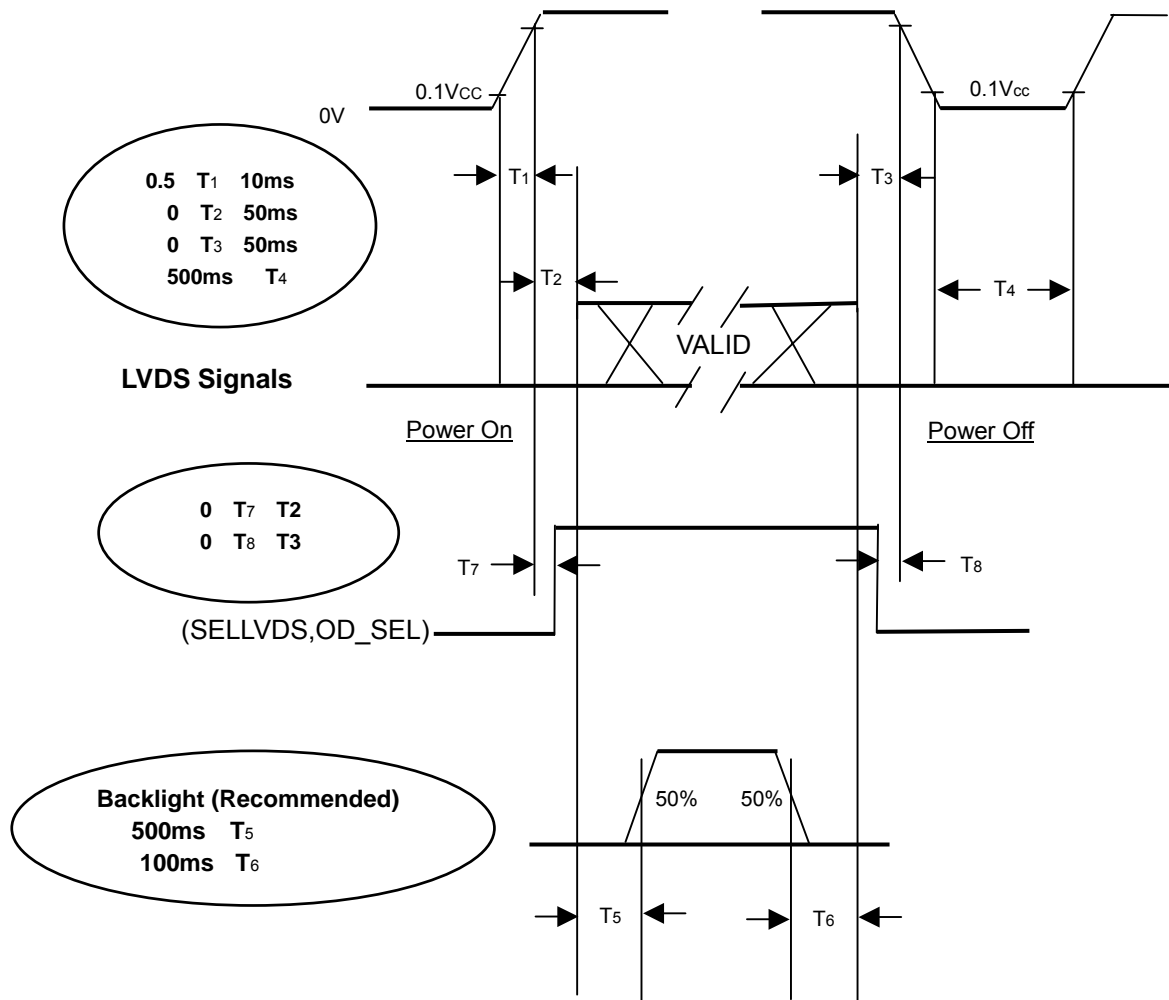 0.1Vcc
0.1Vcc
0V
0.5 T1 10ms
0 T2 50ms
0 T3 50ms
500ms T4
T1
T3
T2
T4
VALID
LVDS Signals
Power On
Power Off
0 T7 T2
0 T8 T3
T7
T8
(SELLVDS,OD_SEL)
Backlight (Recommended)
500ms T5
100ms T6
50%
50%
T5
T6